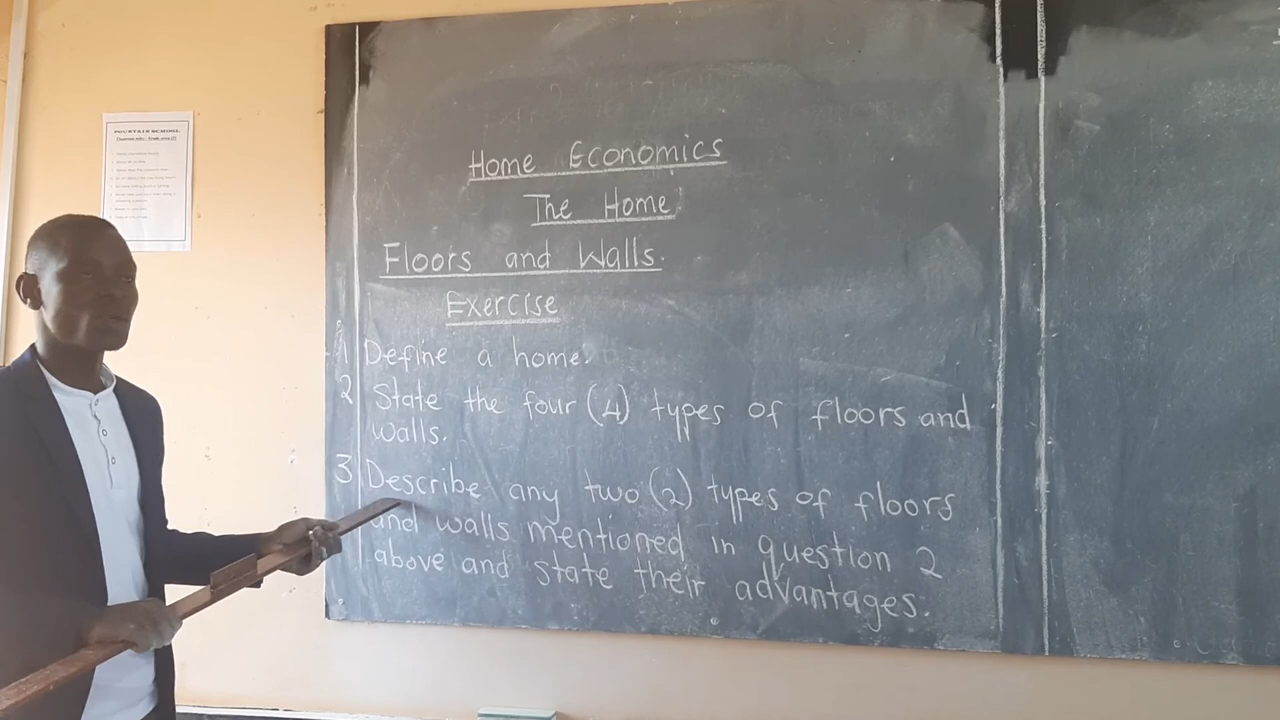 MOUNTAIN SCHOOL
Home Economics
The Home
Floors and Walls.
Exercise
1 Define a home.
2 State the four (4) types of floors and
walls.
3 Describe any two (2) types of floors
and walls mentioned in question 2
above and state their advantages.